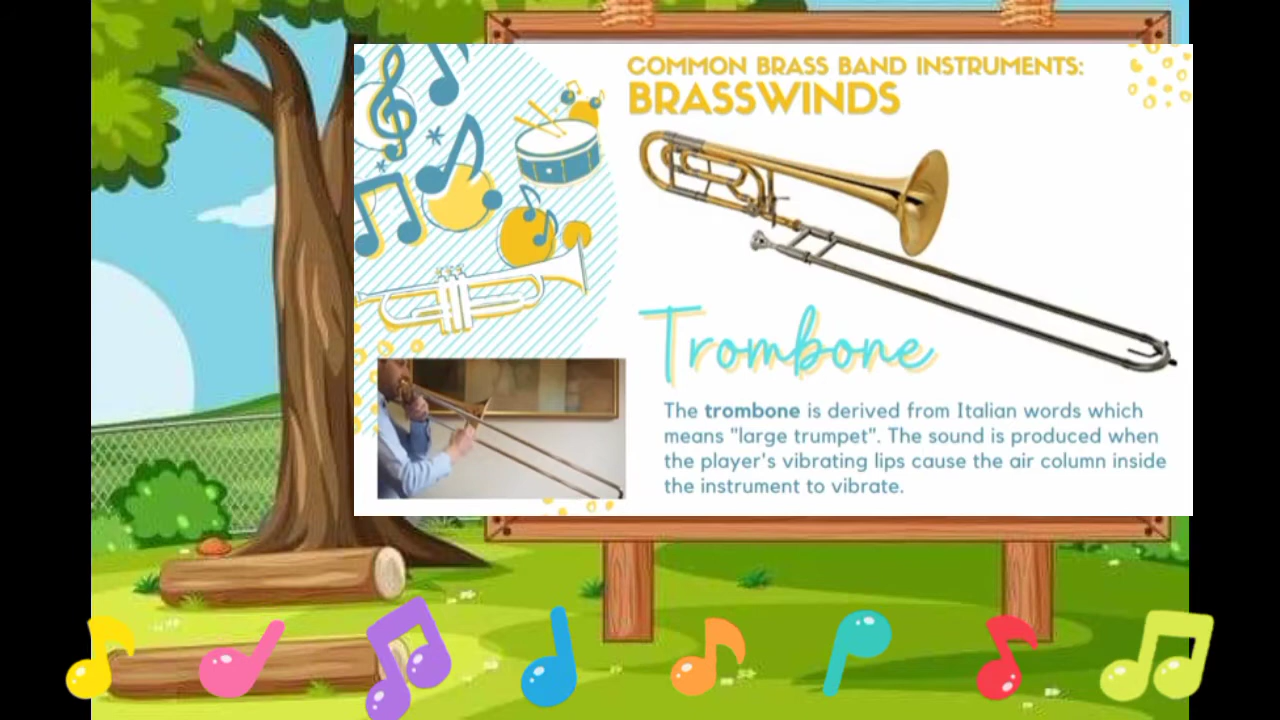 COMMON BRASS BAND INSTRUMENTS:
BRASSWINDS
Trombone
The trombone is derived from Italian words which
means "large trumpet". The sound is produced when
the player's vibrating lips cause the air column inside
the instrument to vibrate.